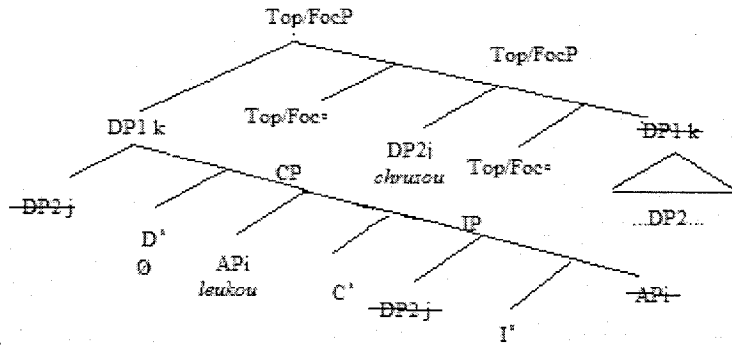 Top/FocP
Top/FocP
DP1 k
Top/Foc°
DP2j
chrusou
Top/Foc°
DP1 k
DP2 j
CP
...DP2...
D°
Ø
APi
leukou
IP
C°
DP2 j
I°
APi